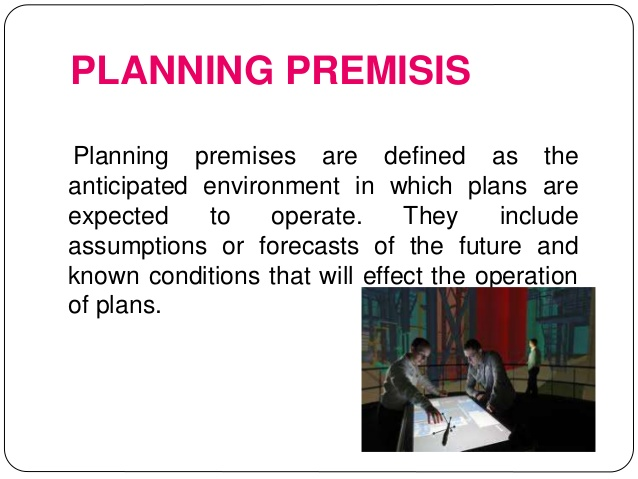 PLANNING PREMISIS
Planning premises are defined as the
anticipated environment in which plans are
expected to operate. They include
assumptions or forecasts of the future and
known conditions that will effect the operation
of plans.